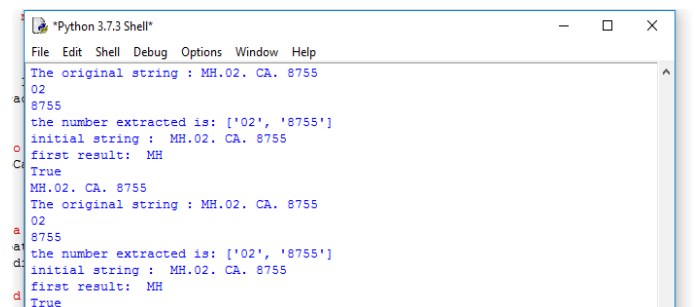 *Python 3.7.3 Shell*
File Edit Shell Debug Options Window Help
The original string : MH.02. CA. 8755
02
8755
the number extracted is: ['02', '8755']
initial string :  MH.02. CA. 8755
first result:  MH
True
MH.02. CA. 8755
The original string : MH.02. CA. 8755
02
8755
the number extracted is: ['02', '8755']
initial string :  MH.02. CA. 8755
first result:  MH
True